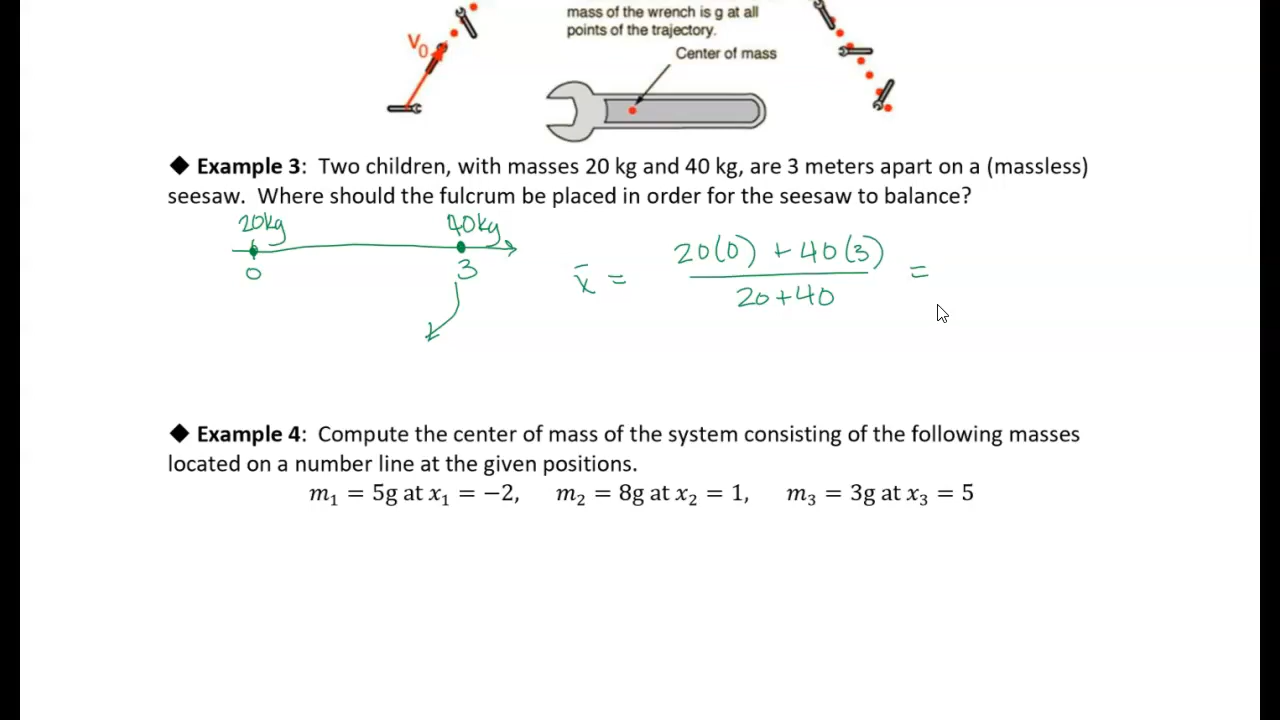 mass of the wrench is g at all
points of the trajectory.
V₀
Center of mass
◆ Example 3: Two children, with masses 20 kg and 40 kg, are 3 meters apart on a (massless)
seesaw. Where should the fulcrum be placed in order for the seesaw to balance?
20kg 40kg
0 3
x̄ = (20(0) + 40(3))/(20+40) =
◆ Example 4: Compute the center of mass of the system consisting of the following masses
located on a number line at the given positions.
m₁ = 5g at x₁ = −2, m₂ = 8g at x₂ = 1, m₃ = 3g at x₃ = 5